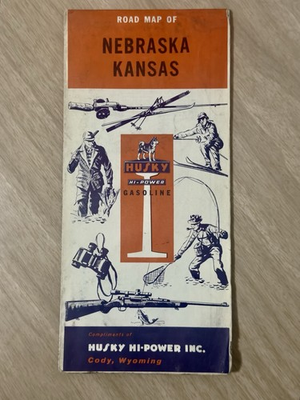 ROAD MAP OF
NEBRASKA
KANSAS
HUSKY
HI-POWER
GASOLINE
Compliments of
HUSKY HI-POWER INC.
Cody, Wyoming